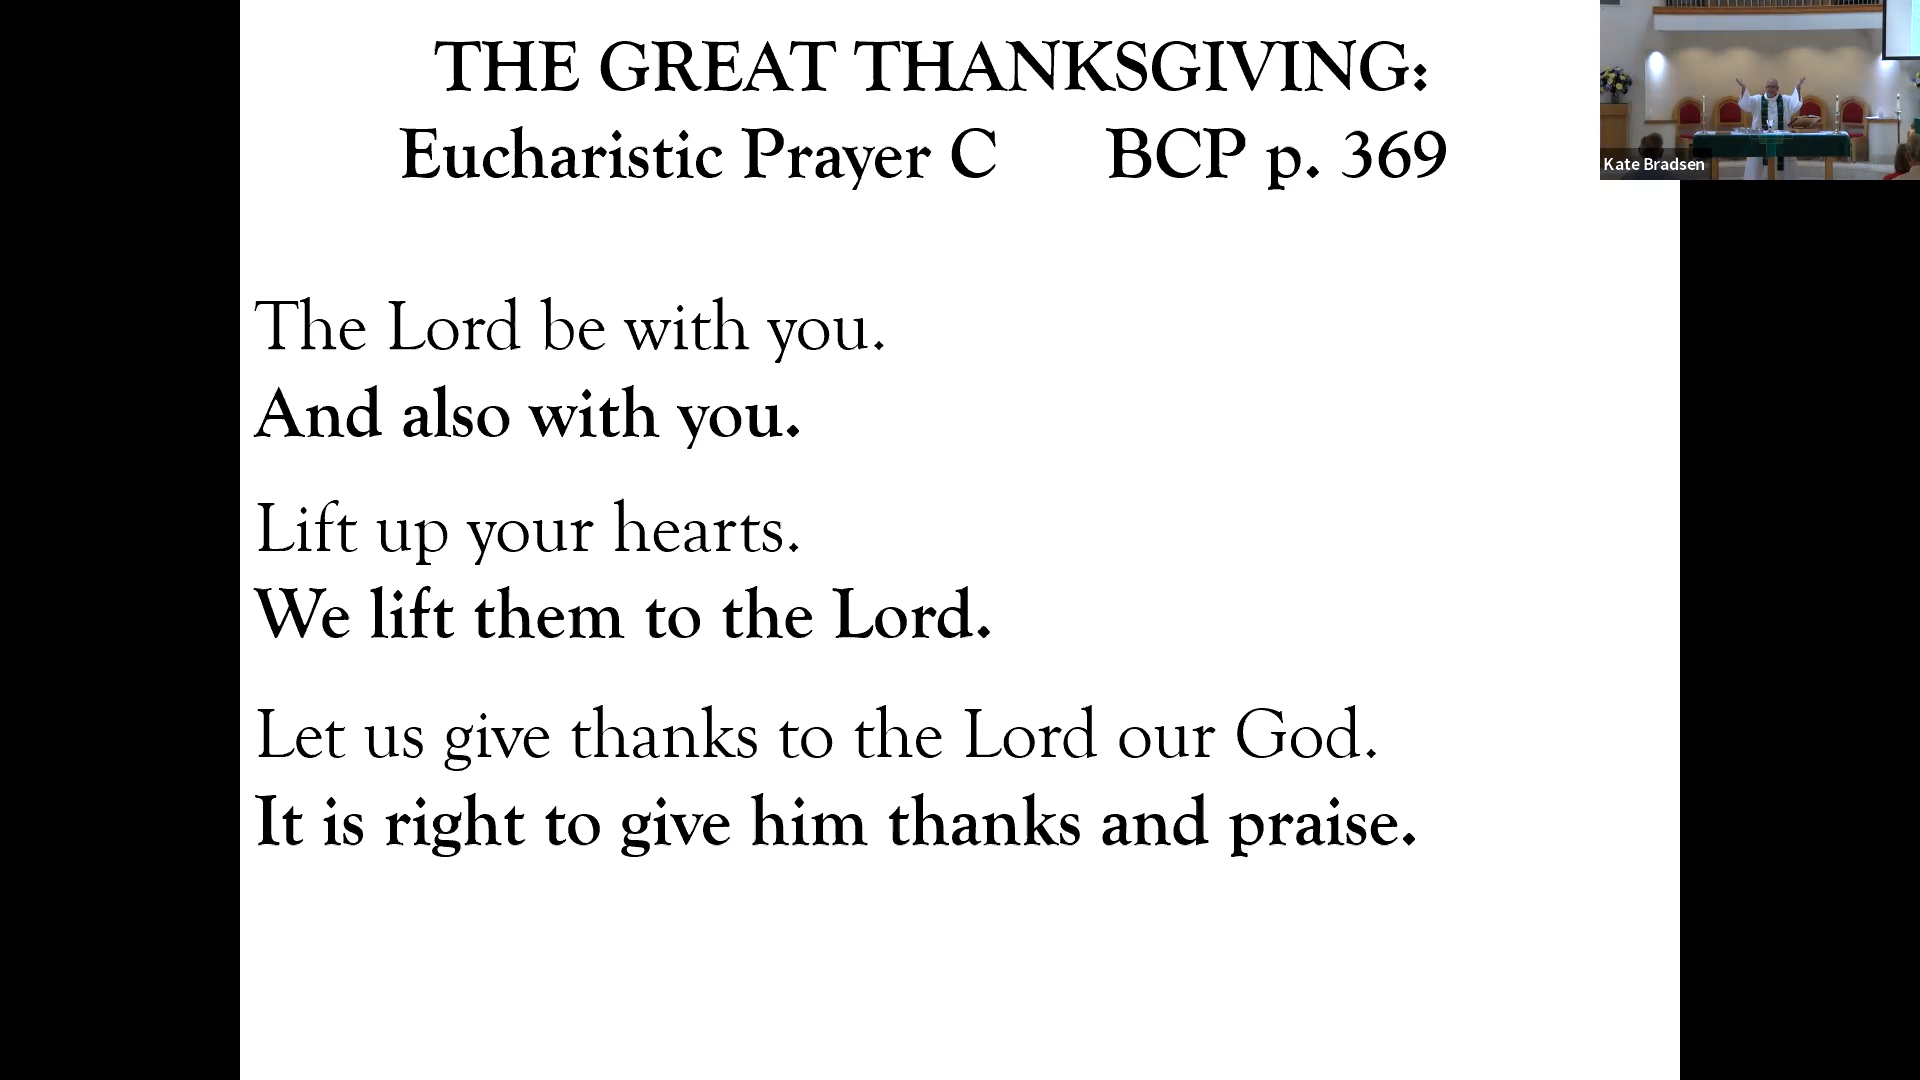 THE GREAT THANKSGIVING:
Eucharistic Prayer C BCP p. 369
Kate Bradsen
The Lord be with you.
And also with you.
Lift up your hearts.
We lift them to the Lord.
Let us give thanks to the Lord our God.
It is right to give him thanks and praise.